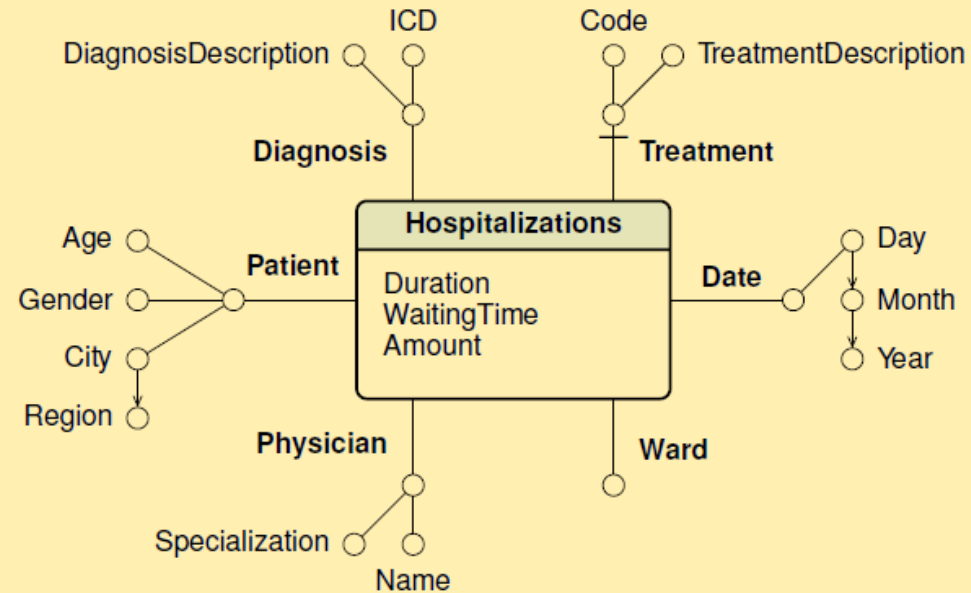 ICD
Code
DiagnosisDescription
TreatmentDescription
Diagnosis
Treatment
Hospitalizations
Age
Day
Patient
Date
Duration
Gender
Month
WaitingTime
Amount
City
Year
Region
Physician
Ward
Specialization
Name